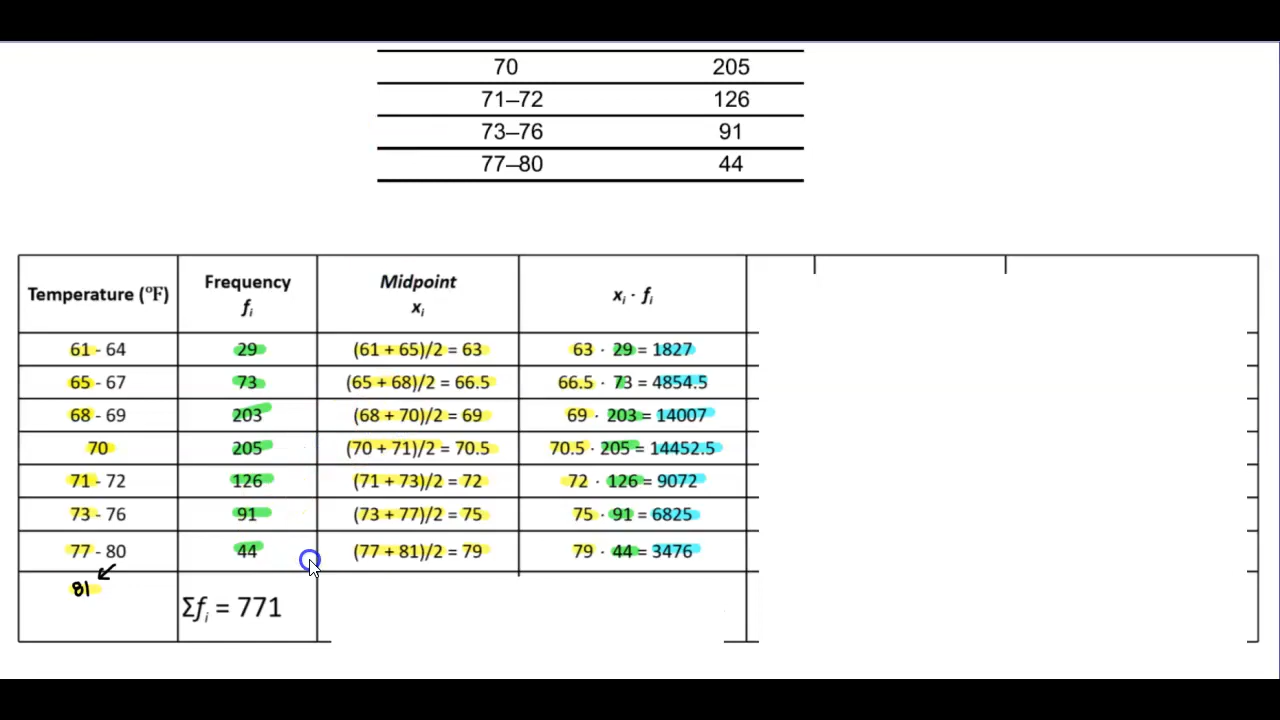 70 205
71–72 126
73–76 91
77–80 44
Temperature (°F) Frequency fᵢ Midpoint xᵢ xᵢ · fᵢ
61 - 64 29 (61 + 65)/2 = 63 63 · 29 = 1827
65 - 67 73 (65 + 68)/2 = 66.5 66.5 · 73 = 4854.5
68 - 69 203 (68 + 70)/2 = 69 69 · 203 = 14007
70 205 (70 + 71)/2 = 70.5 70.5 · 205 = 14452.5
71 - 72 126 (71 + 73)/2 = 72 72 · 126 = 9072
73 - 76 91 (73 + 77)/2 = 75 75 · 91 = 6825
77 - 80 44 (77 + 81)/2 = 79 79 · 44 = 3476
81
Σfᵢ = 771